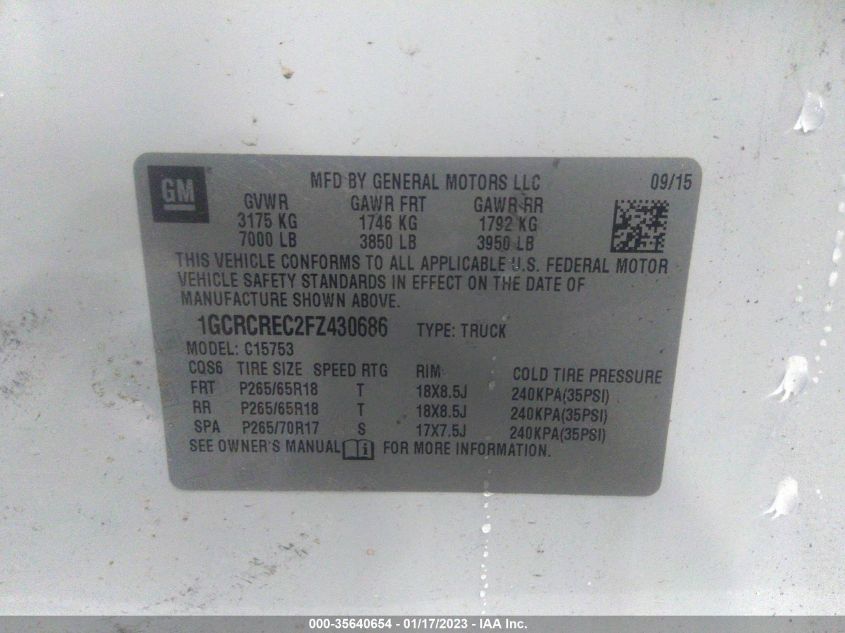 GM
MFD BY GENERAL MOTORS LLC 09/15
GVWR GAWR FRT GAWR RR
3175 KG 1746 KG 1792 KG
7000 LB 3850 LB 3950 LB
THIS VEHICLE CONFORMS TO ALL APPLICABLE U.S. FEDERAL MOTOR
VEHICLE SAFETY STANDARDS IN EFFECT ON THE DATE OF
MANUFACTURE SHOWN ABOVE.
1GCRCREC2FZ430686 TYPE: TRUCK
MODEL: C15753
CQS6 TIRE SIZE SPEED RTG RIM COLD TIRE PRESSURE
FRT P265/65R18 T 18X8.5J 240KPA(35PSI)
RR P265/65R18 T 18X8.5J 240KPA(35PSI)
SPA P265/70R17 S 17X7.5J 240KPA(35PSI)
SEE OWNER'S MANUAL FOR MORE INFORMATION.
000-35640654 - 01/17/2023 - IAA Inc.